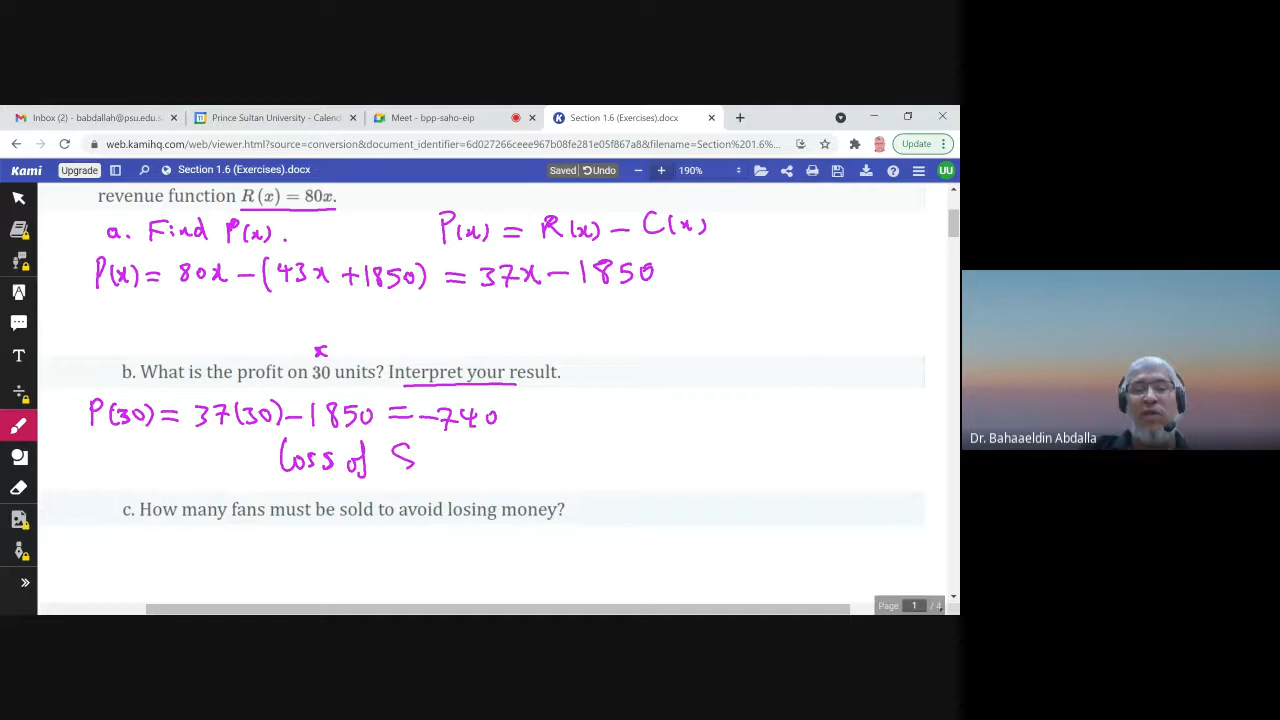 Inbox (2) - babdallah@psu.edu.s
Prince Sultan University - Calend
Meet - bpp-saho-eip
Section 1.6 (Exercises).docx
web.kamihq.com/web/viewer.html?source=conversion&document_identifier=6d027266ceee967b08fe281e05f867a8&filename=Section%201.6%...
Update
Kami
Upgrade
Section 1.6 (Exercises).docx
Saved
Undo
190%
UU
revenue function R(x) = 80x.
a. Find P(x).
P(x) = R(x) - C(x)
P(x) = 80x - (43x + 1850) = 37x - 1850
x
b. What is the profit on 30 units? Interpret your result.
P(30) = 37(30) - 1850 = -740
Loss of S
c. How many fans must be sold to avoid losing money?
Page 1 / 4
Dr. Bahaaeldin Abdalla